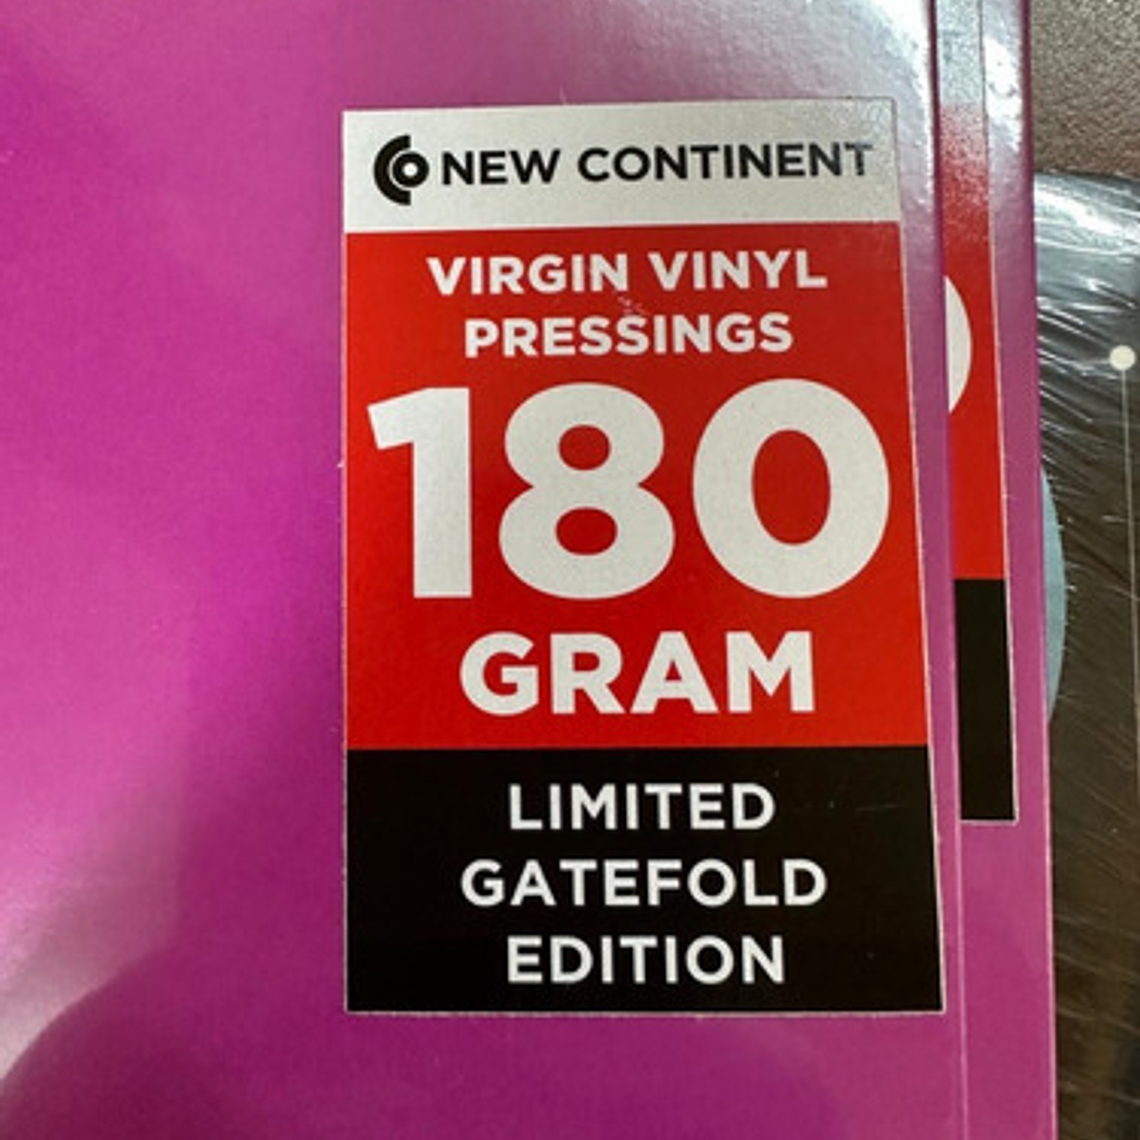 NEW CONTINENT
VIRGIN VINYL
PRESSINGS
180
GRAM
LIMITED
GATEFOLD
EDITION